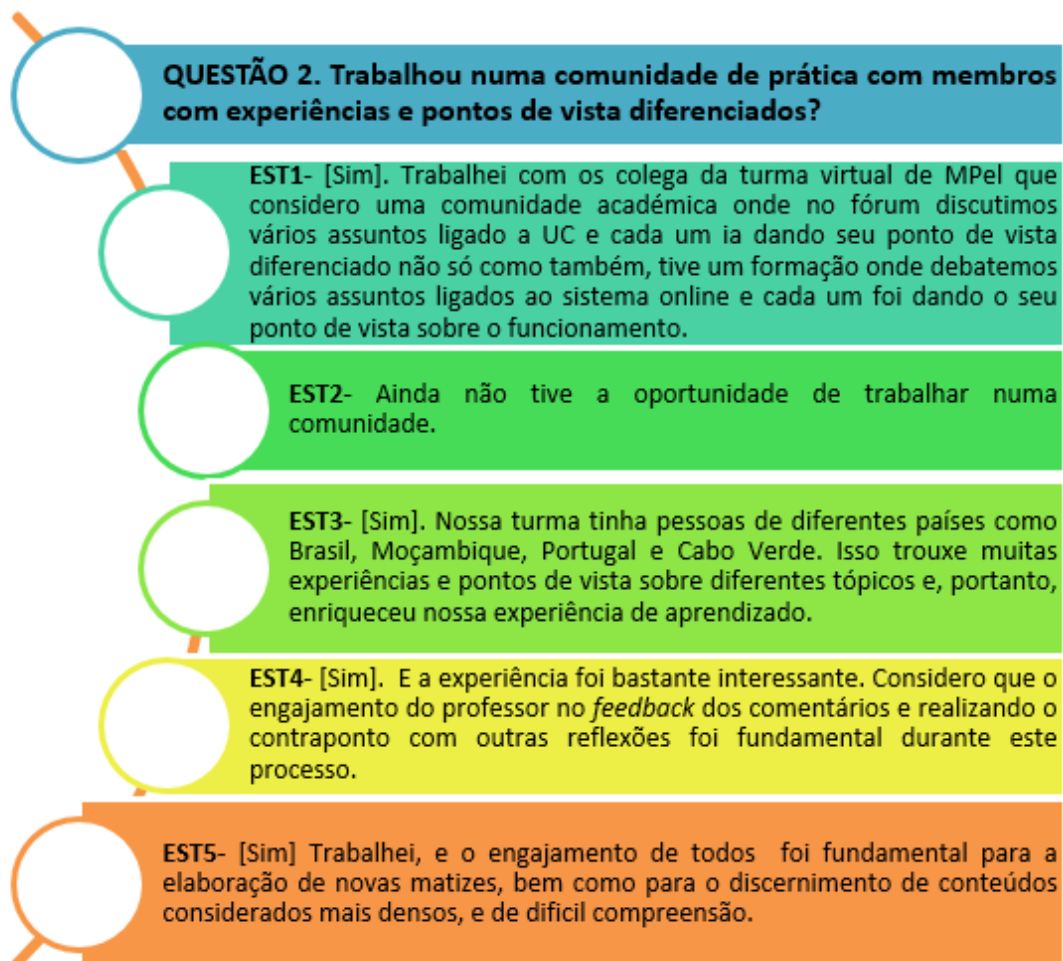 QUESTÃO 2. Trabalhou numa comunidade de prática com membros
com experiências e pontos de vista diferenciados?
EST1- [Sim]. Trabalhei com os colega da turma virtual de MPel que
considero uma comunidade académica onde no fórum discutimos
vários assuntos ligado a UC e cada um ia dando seu ponto de vista
diferenciado não só como também, tive um formação onde debatemos
vários assuntos ligados ao sistema online e cada um foi dando o seu
ponto de vista sobre o funcionamento.
EST2- Ainda não tive a oportunidade de trabalhar numa
comunidade.
EST3- [Sim]. Nossa turma tinha pessoas de diferentes países como
Brasil, Moçambique, Portugal e Cabo Verde. Isso trouxe muitas
experiências e pontos de vista sobre diferentes tópicos e, portanto,
enriqueceu nossa experiência de aprendizado.
EST4- [Sim]. E a experiência foi bastante interessante. Considero que o
engajamento do professor no feedback dos comentários e realizando o
contraponto com outras reflexões foi fundamental durante este
processo.
EST5- [Sim] Trabalhei, e o engajamento de todos foi fundamental para a
elaboração de novas matizes, bem como para o discernimento de conteúdos
considerados mais densos, e de dificil compreensão.